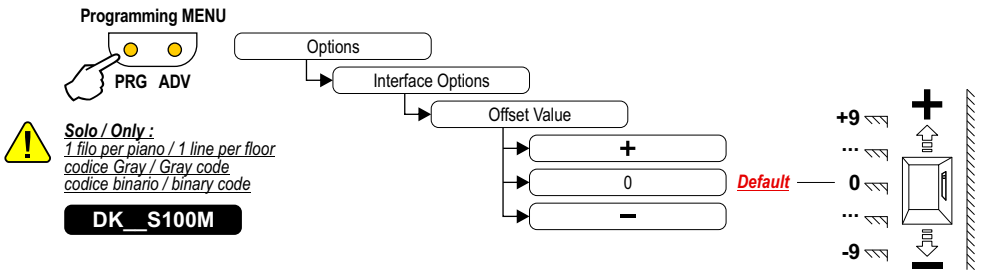 Programming MENU
PRG ADV
Options
Interface Options
Offset Value
+
0
−
Default
Solo / Only :
1 filo per piano / 1 line per floor
codice Gray / Gray code
codice binario / binary code
DK__S100M
+
+9
...
0
...
-9
−